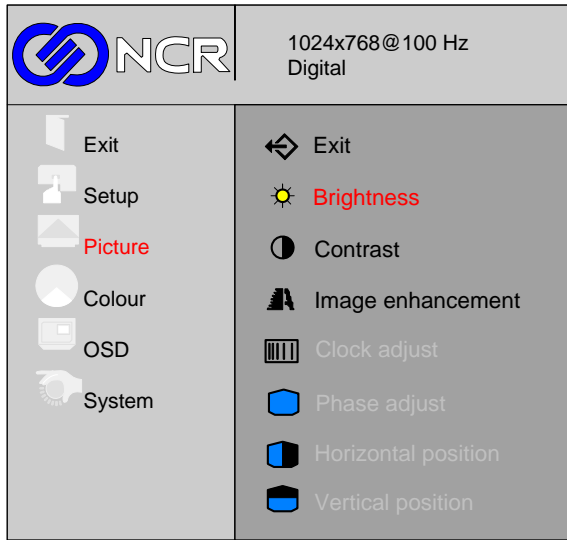 NCR
1024x768@100 Hz
Digital
Exit
Setup
Picture
Colour
OSD
System
Exit
Brightness
Contrast
Image enhancement
Clock adjust
Phase adjust
Horizontal position
Vertical position